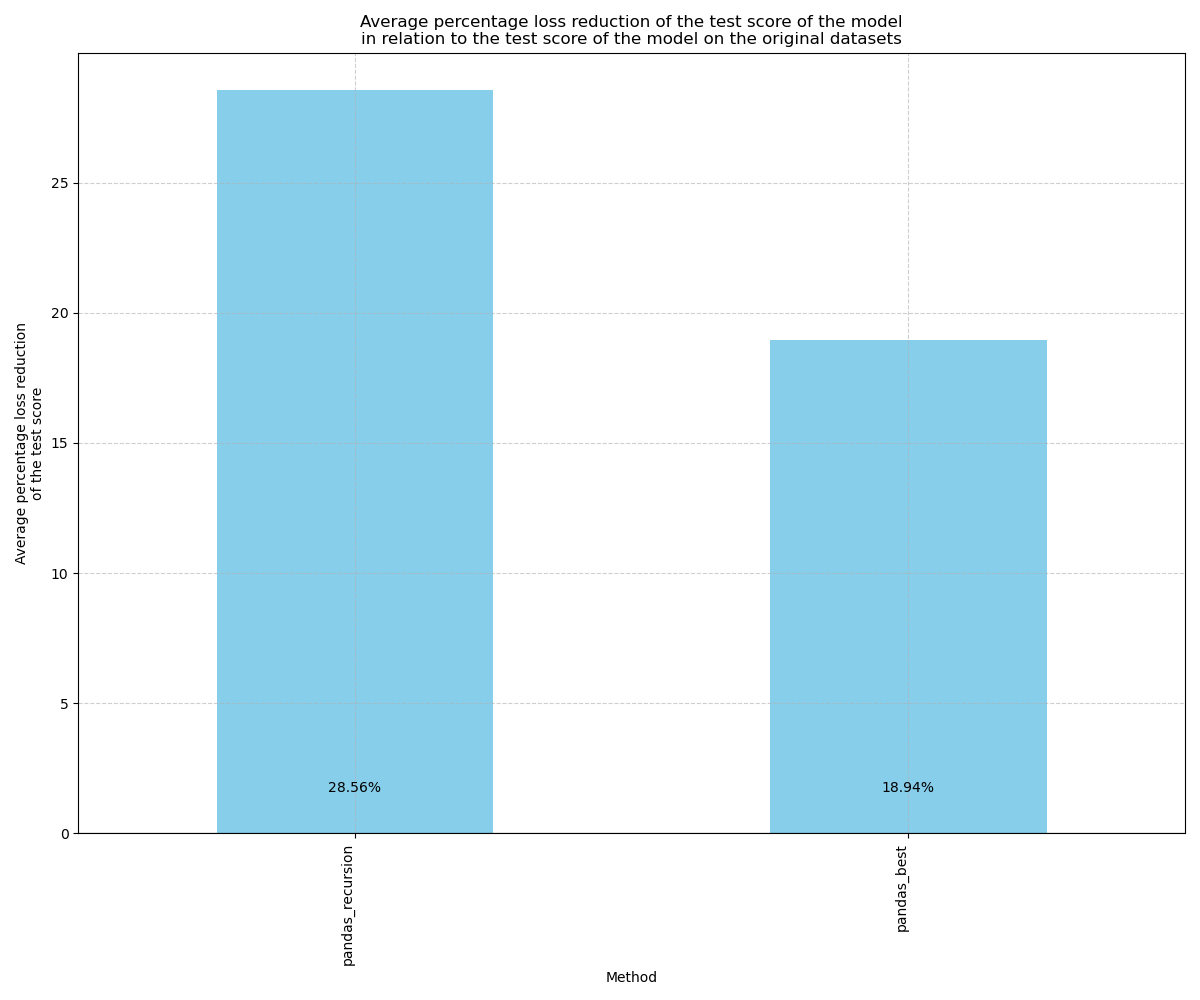 Average percentage loss reduction of the test score of the model
in relation to the test score of the model on the original datasets
Average percentage loss reduction
of the test score
25
20
15
10
5
0
28.56%
18.94%
pandas_recursion
pandas_best
Method